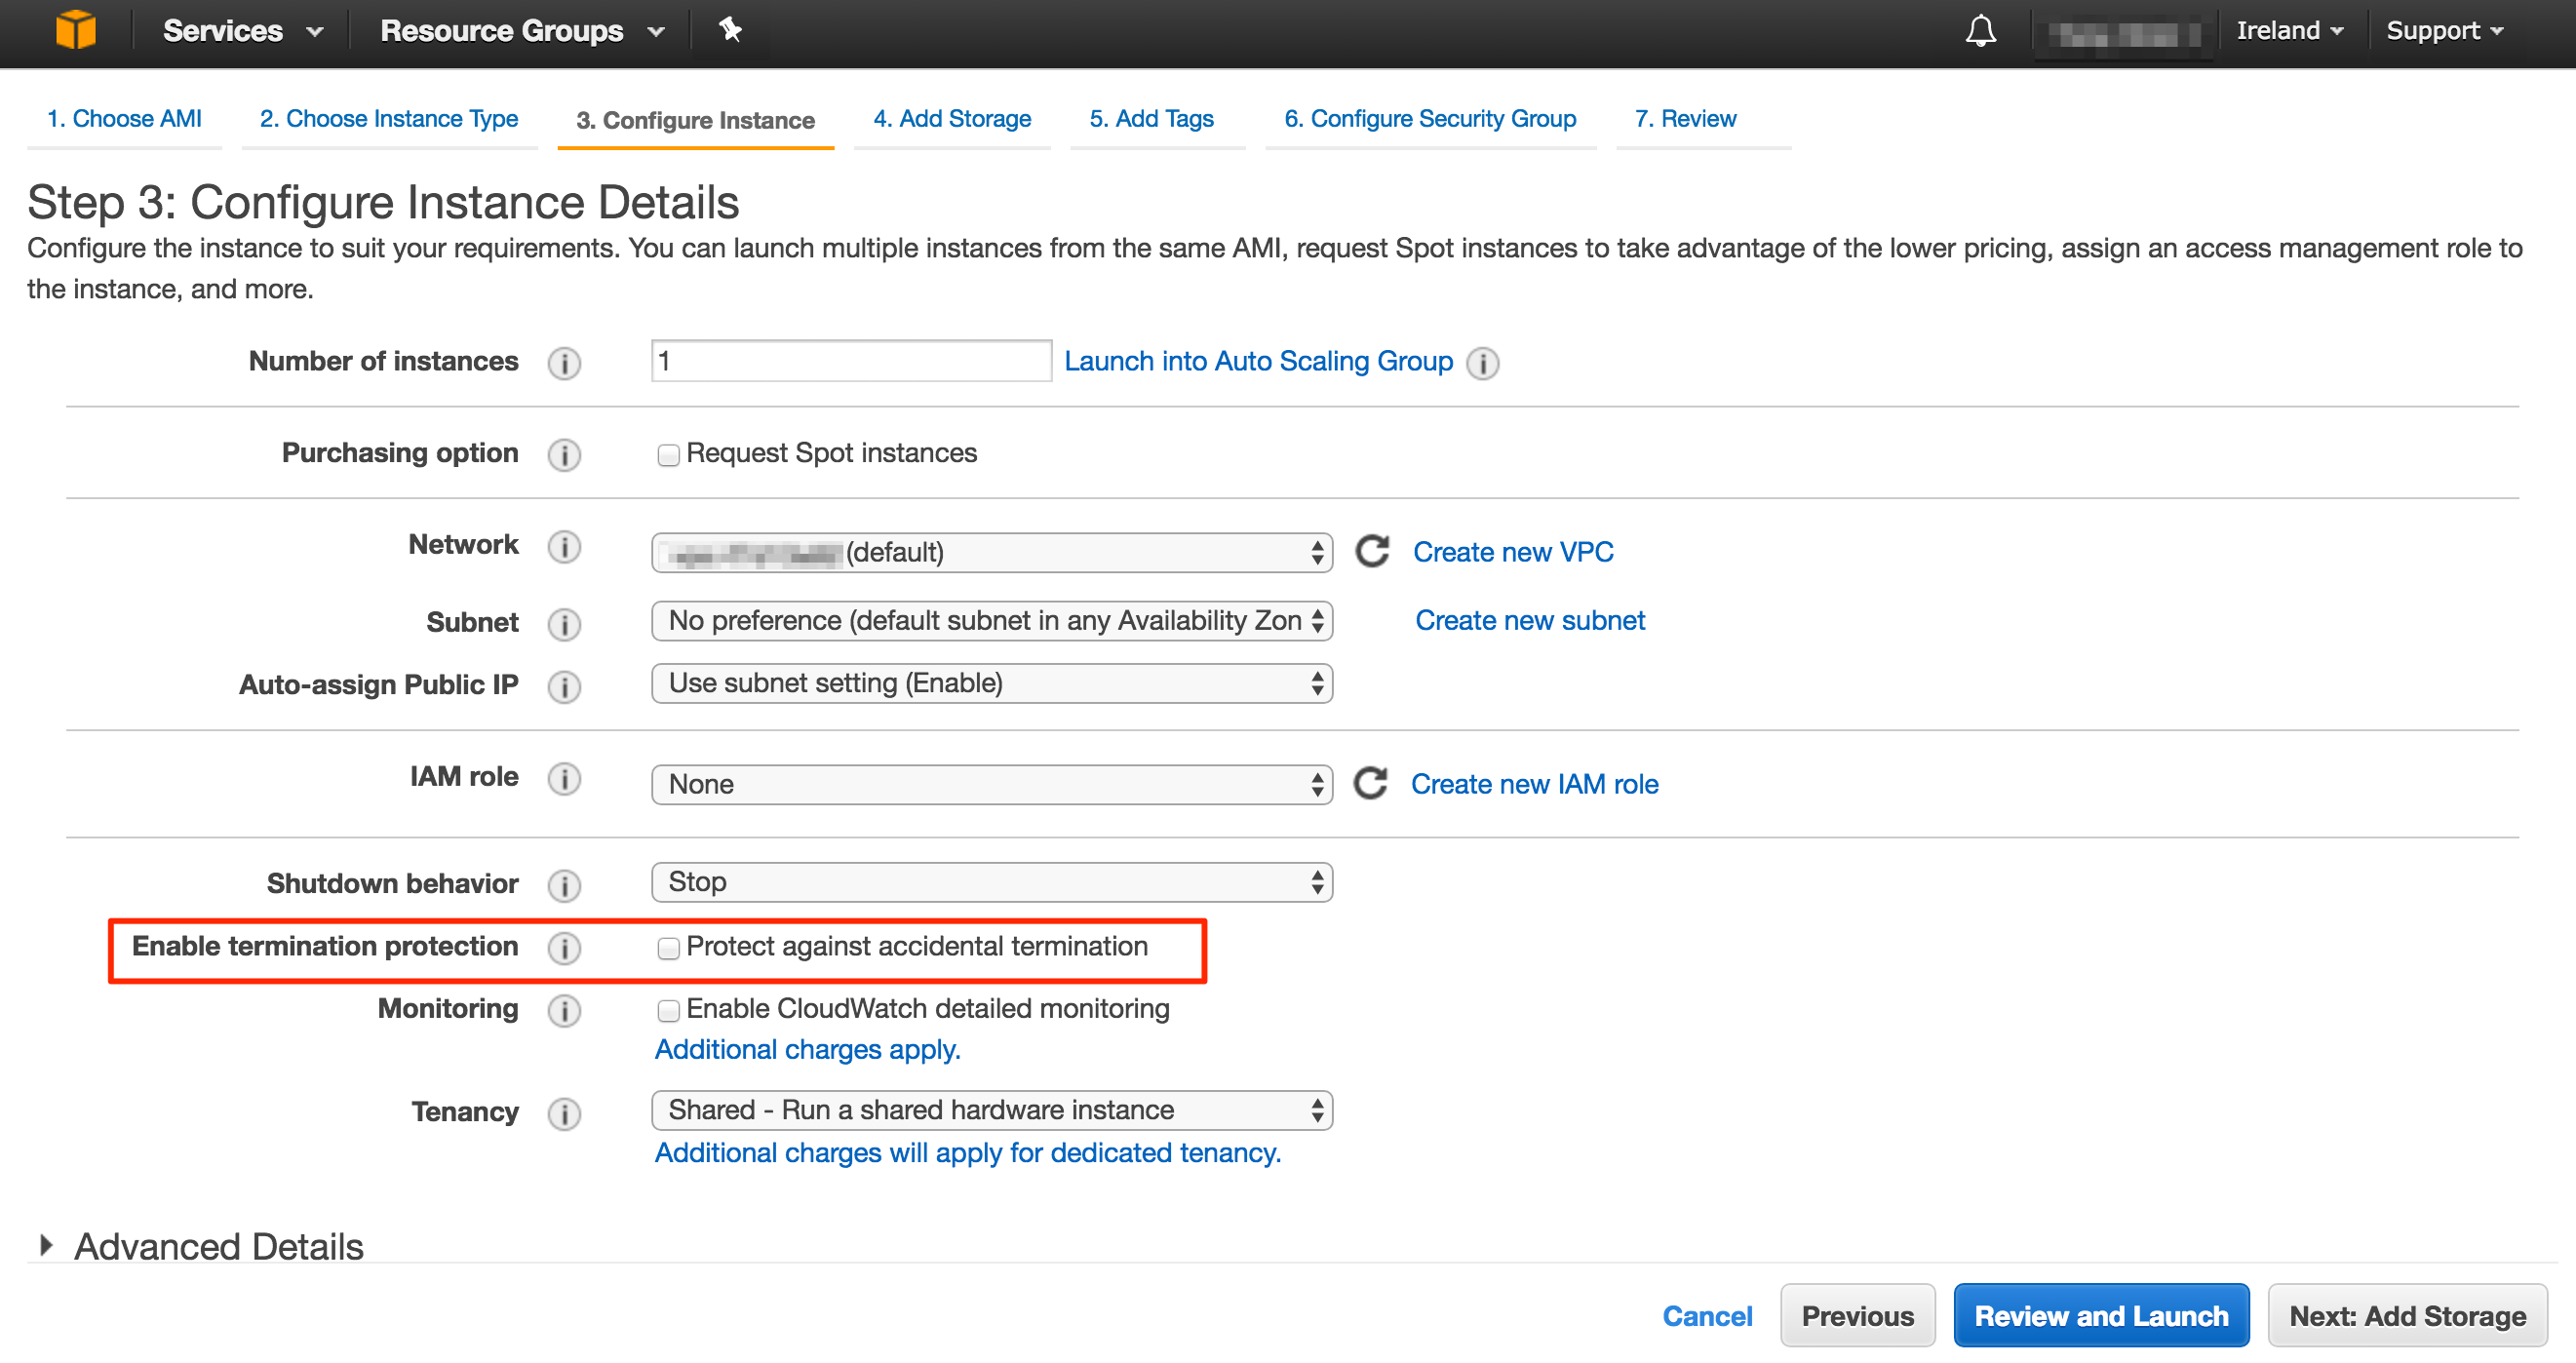 Services Resource Groups Ireland Support
1. Choose AMI 2. Choose Instance Type 3. Configure Instance 4. Add Storage 5. Add Tags 6. Configure Security Group 7. Review
Step 3: Configure Instance Details
Configure the instance to suit your requirements. You can launch multiple instances from the same AMI, request Spot instances to take advantage of the lower pricing, assign an access management role to
the instance, and more.
Number of instances i 1 Launch into Auto Scaling Group i
Purchasing option i Request Spot instances
Network i (default) Create new VPC
Subnet i No preference (default subnet in any Availability Zon Create new subnet
Auto-assign Public IP i Use subnet setting (Enable)
IAM role i None Create new IAM role
Shutdown behavior i Stop
Enable termination protection i Protect against accidental termination
Monitoring i Enable CloudWatch detailed monitoring
Additional charges apply.
Tenancy i Shared - Run a shared hardware instance
Additional charges will apply for dedicated tenancy.
Advanced Details
Cancel Previous Review and Launch Next: Add Storage